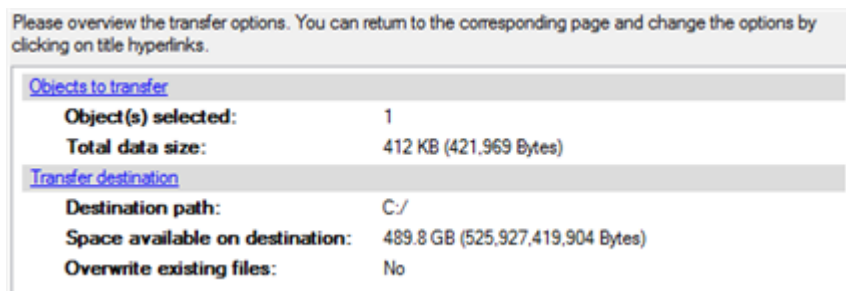 Please overview the transfer options. You can return to the corresponding page and change the options by
clicking on title hyperlinks.
Objects to transfer
Object(s) selected: 1
Total data size: 412 KB (421,969 Bytes)
Transfer destination
Destination path: C:/
Space available on destination: 489.8 GB (525,927,419,904 Bytes)
Overwrite existing files: No